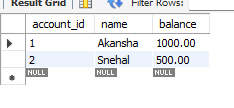 Result Grid Filter Rows:
account_id name balance
1 Akansha 1000.00
2 Snehal 500.00
NULL NULL NULL